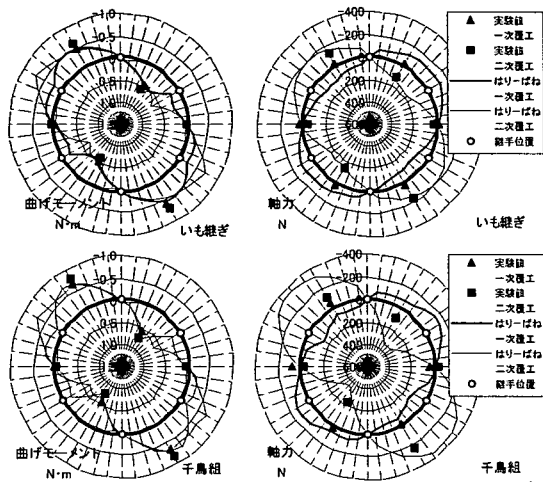 -1.0
-0.5
曲げモーメント
N·m
いも継ぎ
-400
-200
200
400
軸力
N
いも継ぎ
実験値
一次覆工
実験値
二次覆工
はりーばね
一次覆工
はりーばね
二次覆工
継手位置
-1.0
-0.5
曲げモーメント
N·m
千鳥組
-400
-200
200
400
軸力
N
千鳥組
実験値
一次覆工
実験値
二次覆工
はりーばね
一次覆工
はりーばね
二次覆工
継手位置